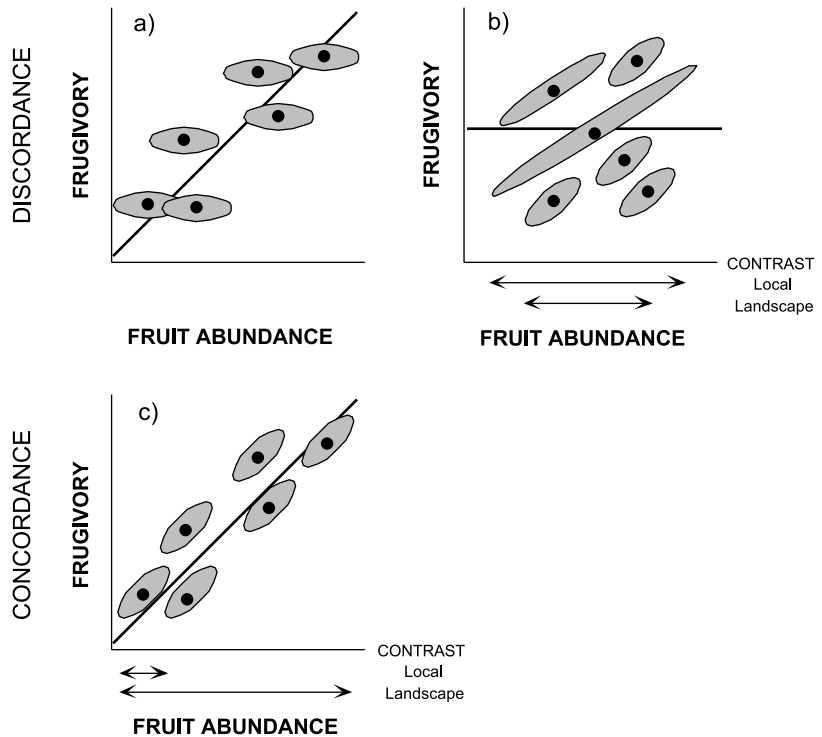 DISCORDANCE
a)
FRUGIVORY
FRUIT ABUNDANCE
b)
FRUGIVORY
CONTRAST
Local
Landscape
FRUIT ABUNDANCE
CONCORDANCE
c)
FRUGIVORY
CONTRAST
Local
Landscape
FRUIT ABUNDANCE